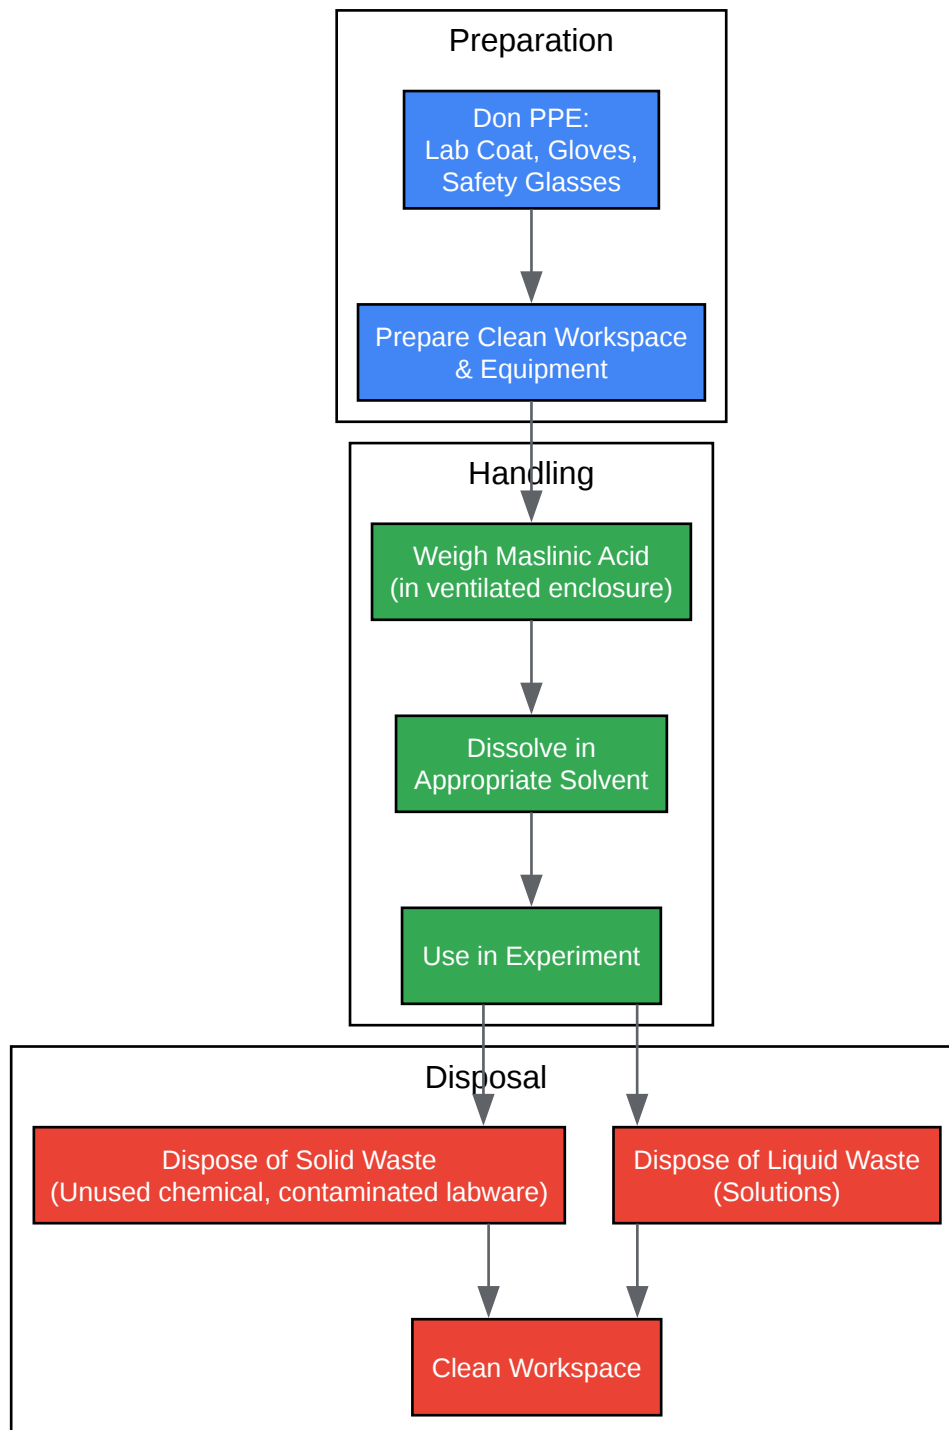 Preparation
Don PPE:
Lab Coat, Gloves,
Safety Glasses
Prepare Clean Workspace
& Equipment
Handling
Weigh Maslinic Acid
(in ventilated enclosure)
Dissolve in
Appropriate Solvent
Use in Experiment
Disposal
Dispose of Solid Waste
(Unused chemical, contaminated labware)
Dispose of Liquid Waste
(Solutions)
Clean Workspace